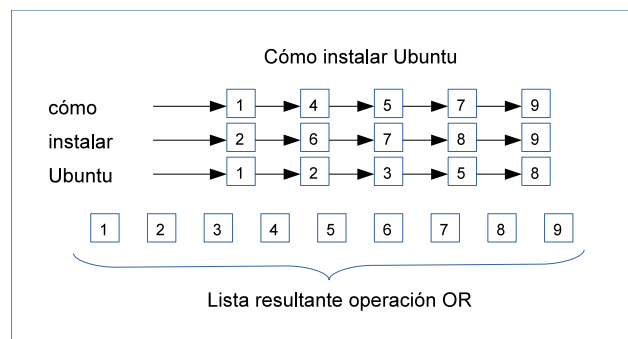 Cómo instalar Ubuntu
cómo 1 4 5 7 9
instalar 2 6 7 8 9
Ubuntu 1 2 3 5 8
1 2 3 4 5 6 7 8 9
Lista resultante operación OR